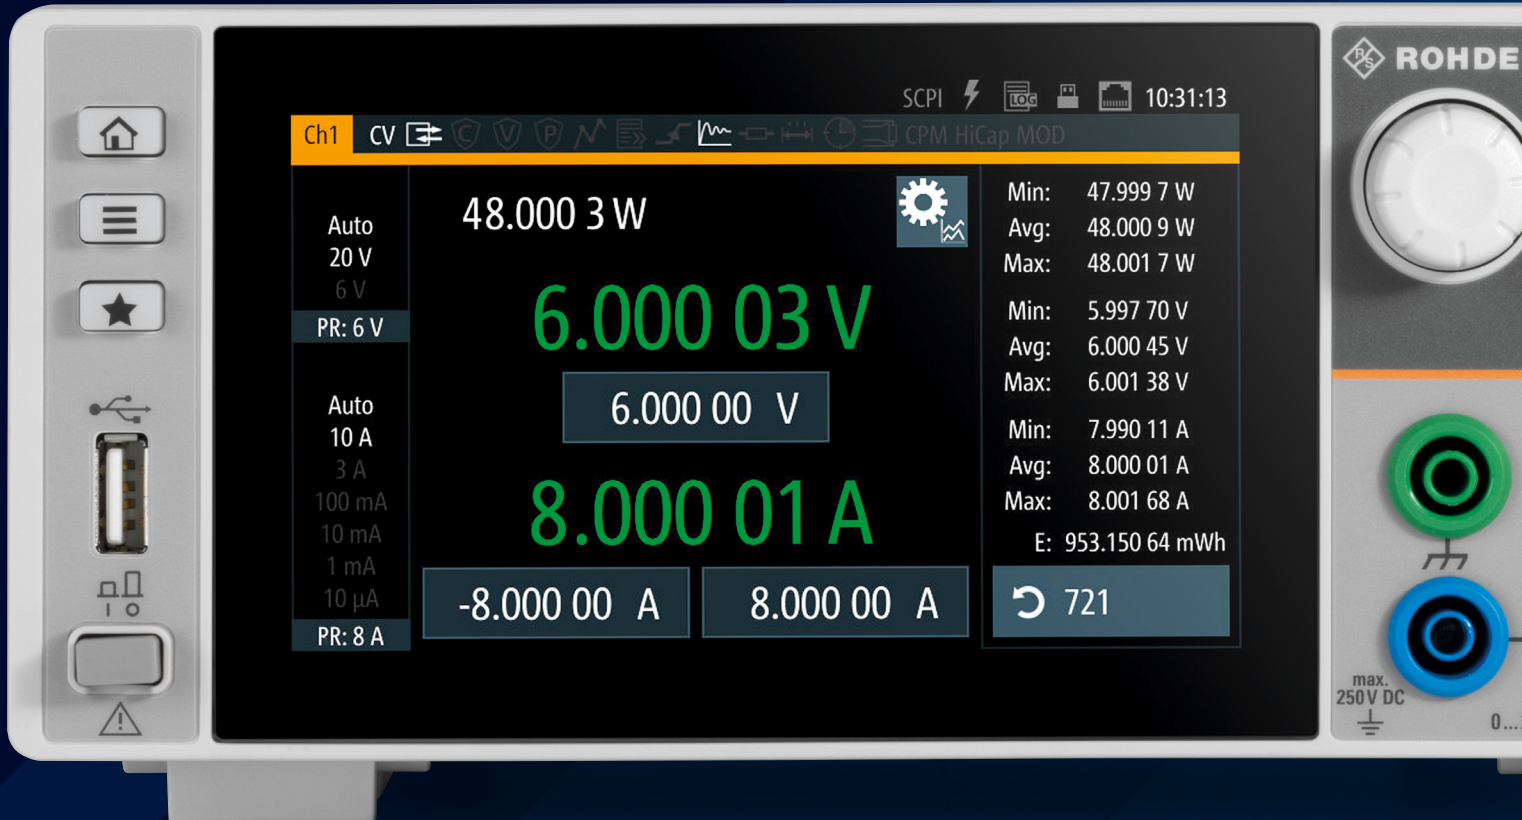 ROHDE
SCPI LOG 10:31:13
Ch1 CV C V P CPM HiCap MOD
Auto
20 V
6 V
PR: 6 V
Auto
10 A
3 A
100 mA
10 mA
1 mA
10 µA
PR: 8 A
48.000 3 W
6.000 03 V
6.000 00 V
8.000 01 A
-8.000 00 A
8.000 00 A
Min: 47.999 7 W
Avg: 48.000 9 W
Max: 48.001 7 W
Min: 5.997 70 V
Avg: 6.000 45 V
Max: 6.001 38 V
Min: 7.990 11 A
Avg: 8.000 01 A
Max: 8.001 68 A
E: 953.150 64 mWh
721
max.
250 V DC
0...